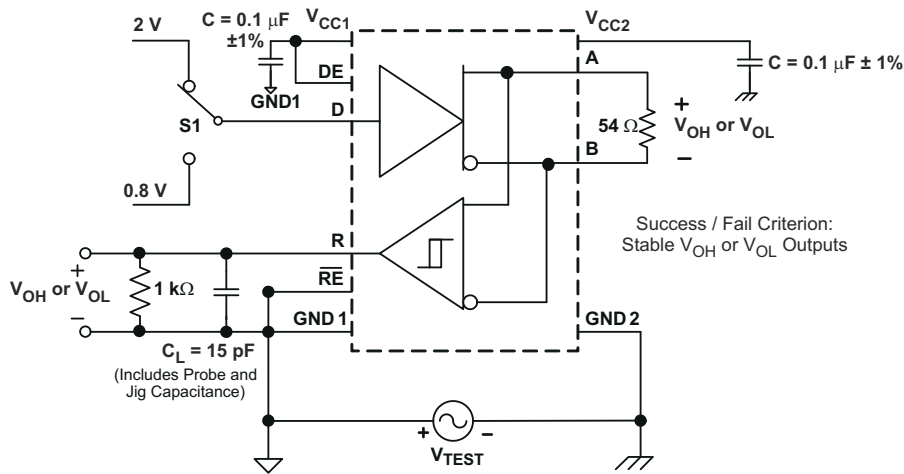 C = 0.1 μF
±1%
V_CC1
V_CC2
2 V
DE
A
C = 0.1 μF ± 1%
GND1
D
S1
54 Ω
+
V_OH or V_OL
−
B
0.8 V
Success / Fail Criterion:
Stable V_OH or V_OL Outputs
R
+
V_OH or V_OL
−
1 kΩ
R̅E̅
GND 1
GND 2
C_L = 15 pF
(Includes Probe and
Jig Capacitance)
+
−
V_TEST